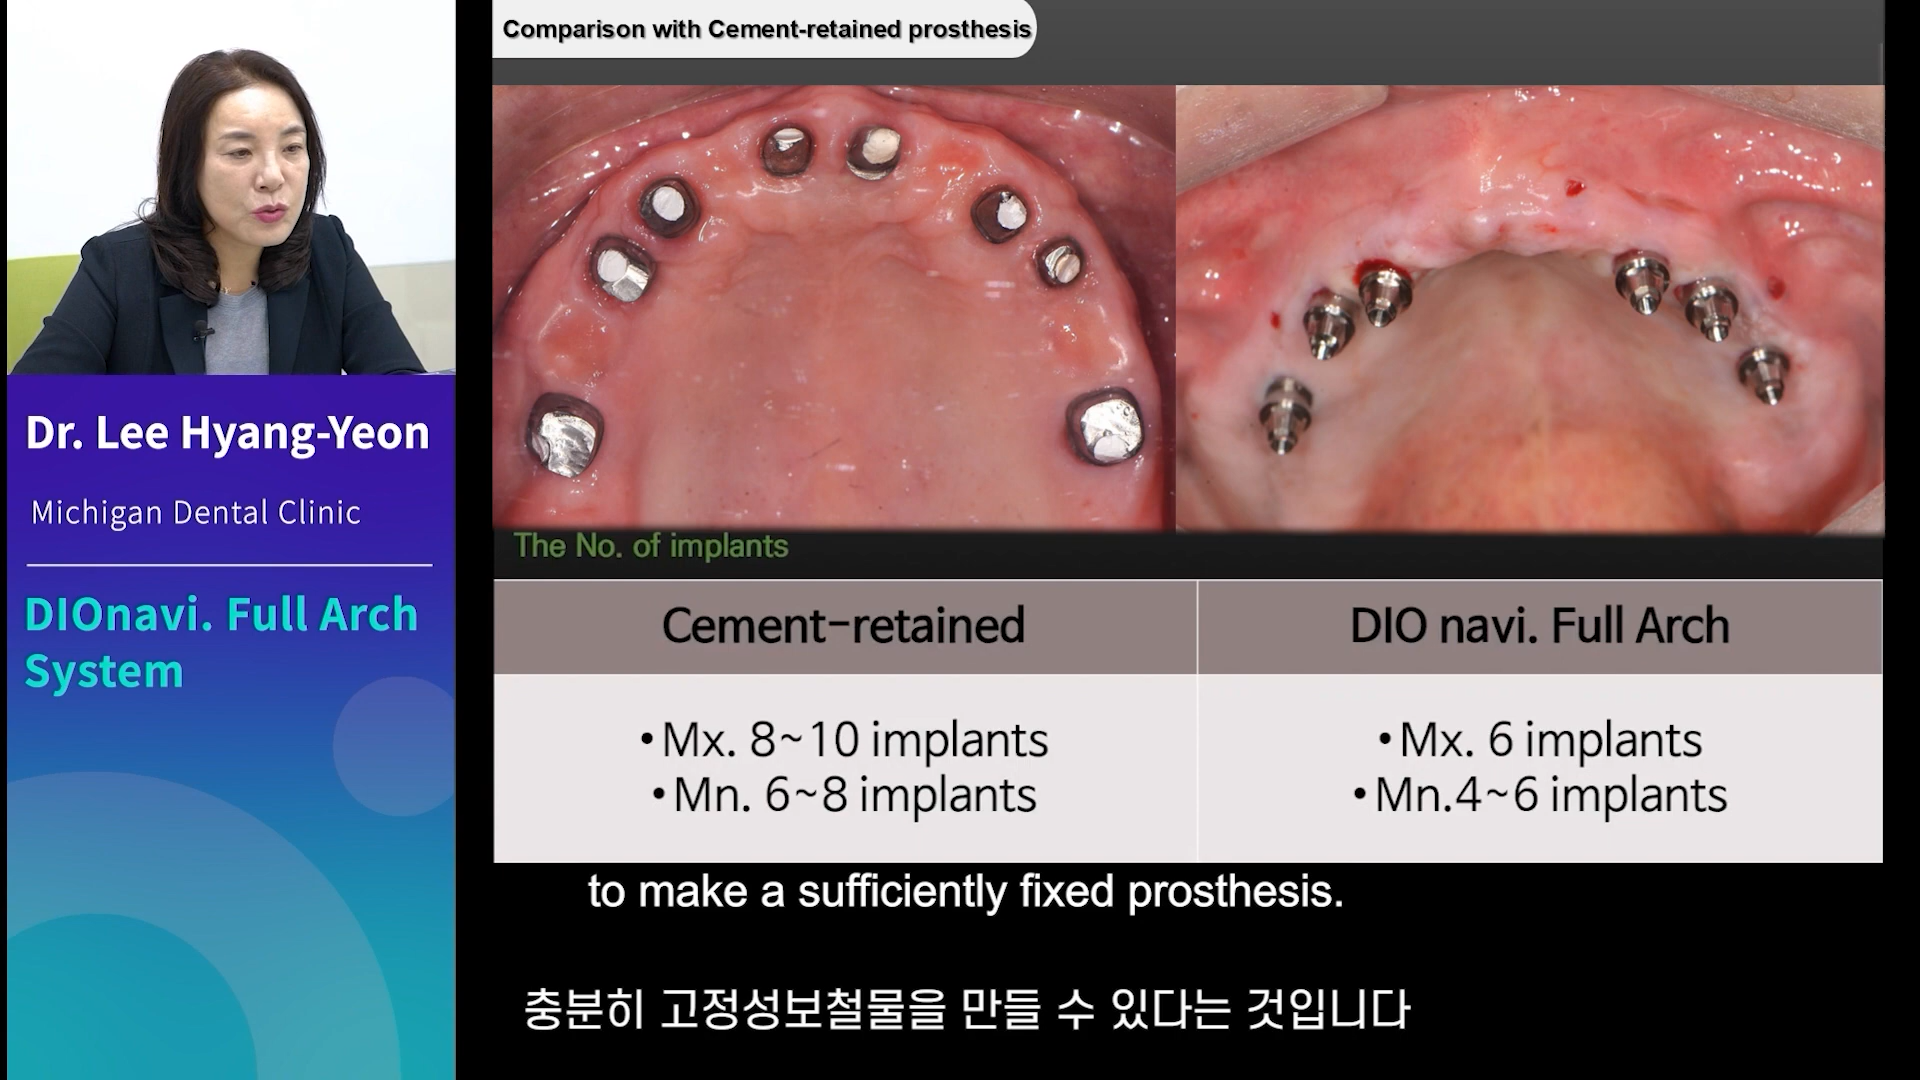 Comparison with Cement-retained prosthesis
Dr. Lee Hyang-Yeon
Michigan Dental Clinic
DIOnavi. Full Arch
System
The No. of implants
Cement-retained
DIO navi. Full Arch
•Mx. 8~10 implants
•Mn. 6~8 implants
•Mx. 6 implants
•Mn.4~6 implants
to make a sufficiently fixed prosthesis.
충분히 고정성보철물을 만들 수 있다는 것입니다